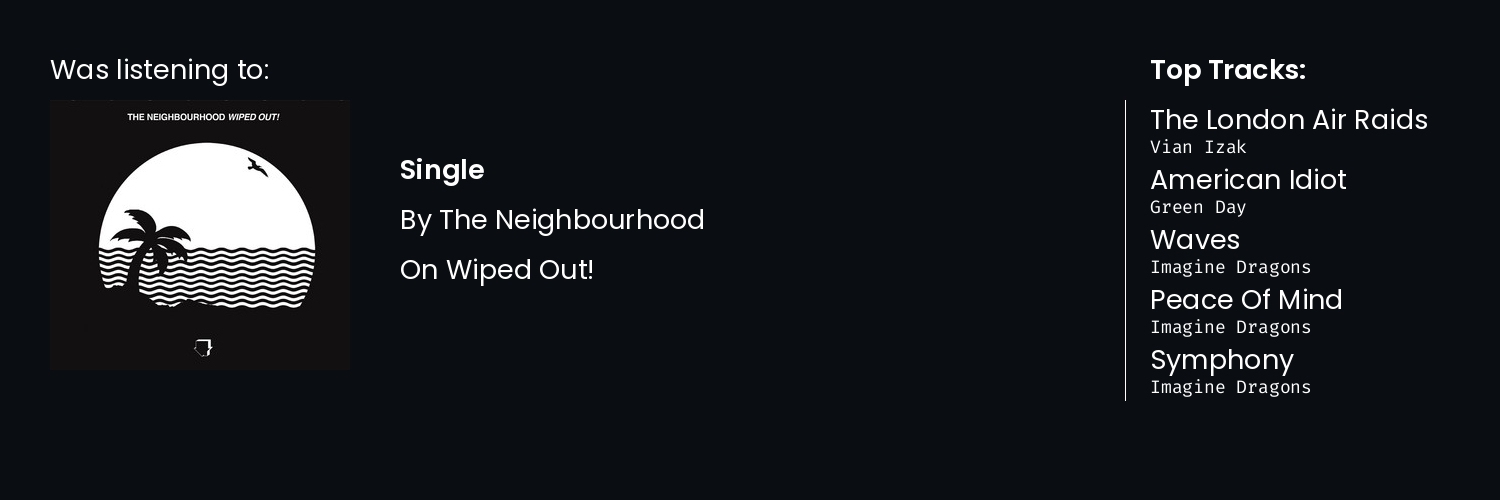 Was listening to:
THE NEIGHBOURHOOD WIPED OUT!
Single
By The Neighbourhood
On Wiped Out!
Top Tracks:
The London Air Raids
Vian Izak
American Idiot
Green Day
Waves
Imagine Dragons
Peace Of Mind
Imagine Dragons
Symphony
Imagine Dragons